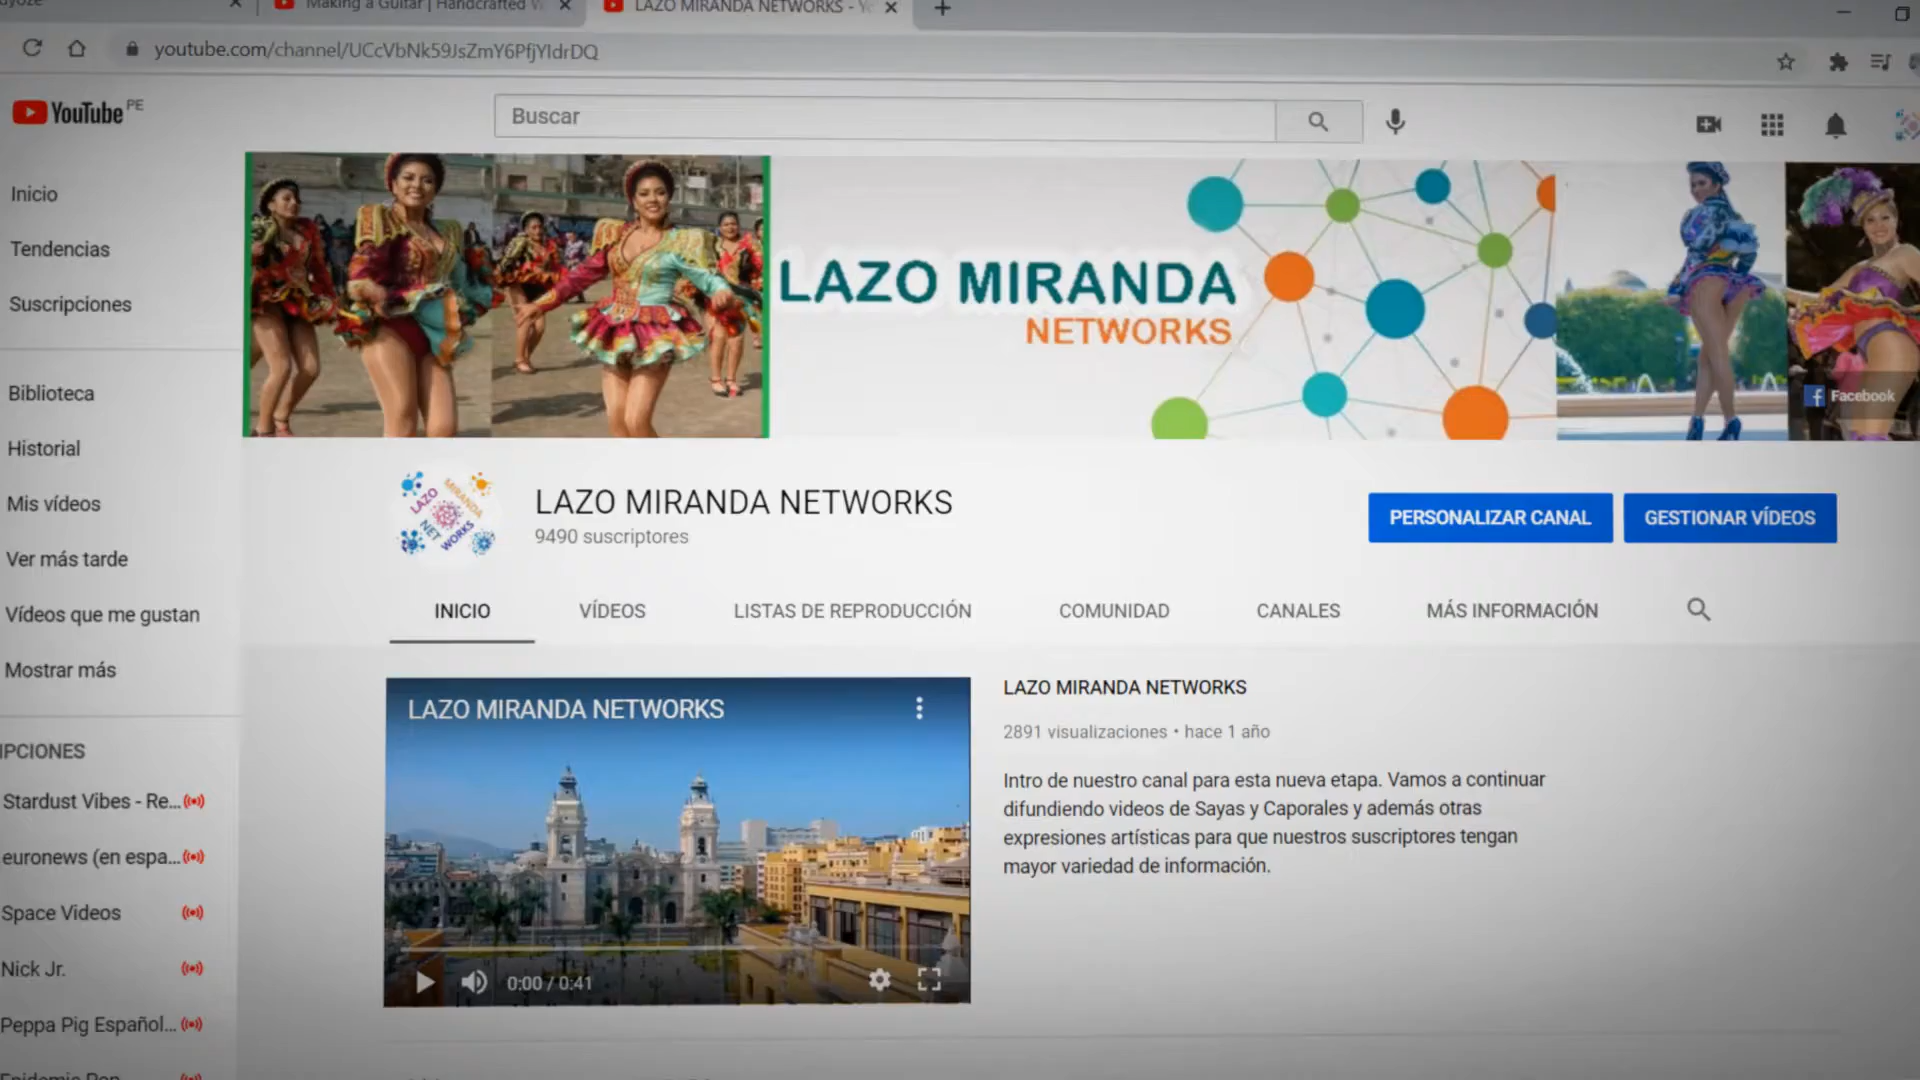 Making a Guitar | Handcrafted
LAZO MIRANDA NETWORKS -
youtube.com/channel/UCcVbNk59JsZmY6PfjYIdrDQ
YouTube PE
Buscar
Inicio
Tendencias
Suscripciones
Biblioteca
Historial
Mis vídeos
Ver más tarde
Vídeos que me gustan
Mostrar más
IPCIONES
Stardust Vibes - Re...
euronews (en espa...
Space Videos
Nick Jr.
Peppa Pig Español...
LAZO MIRANDA
NETWORKS
Facebook
LAZO MIRANDA NETWORKS
LAZO MIRANDA NETWORKS
9490 suscriptores
PERSONALIZAR CANAL
GESTIONAR VÍDEOS
INICIO
VÍDEOS
LISTAS DE REPRODUCCIÓN
COMUNIDAD
CANALES
MÁS INFORMACIÓN
LAZO MIRANDA NETWORKS
0:00 / 0:41
LAZO MIRANDA NETWORKS
2891 visualizaciones • hace 1 año
Intro de nuestro canal para esta nueva etapa. Vamos a continuar
difundiendo videos de Sayas y Caporales y además otras
expresiones artísticas para que nuestros suscriptores tengan
mayor variedad de información.